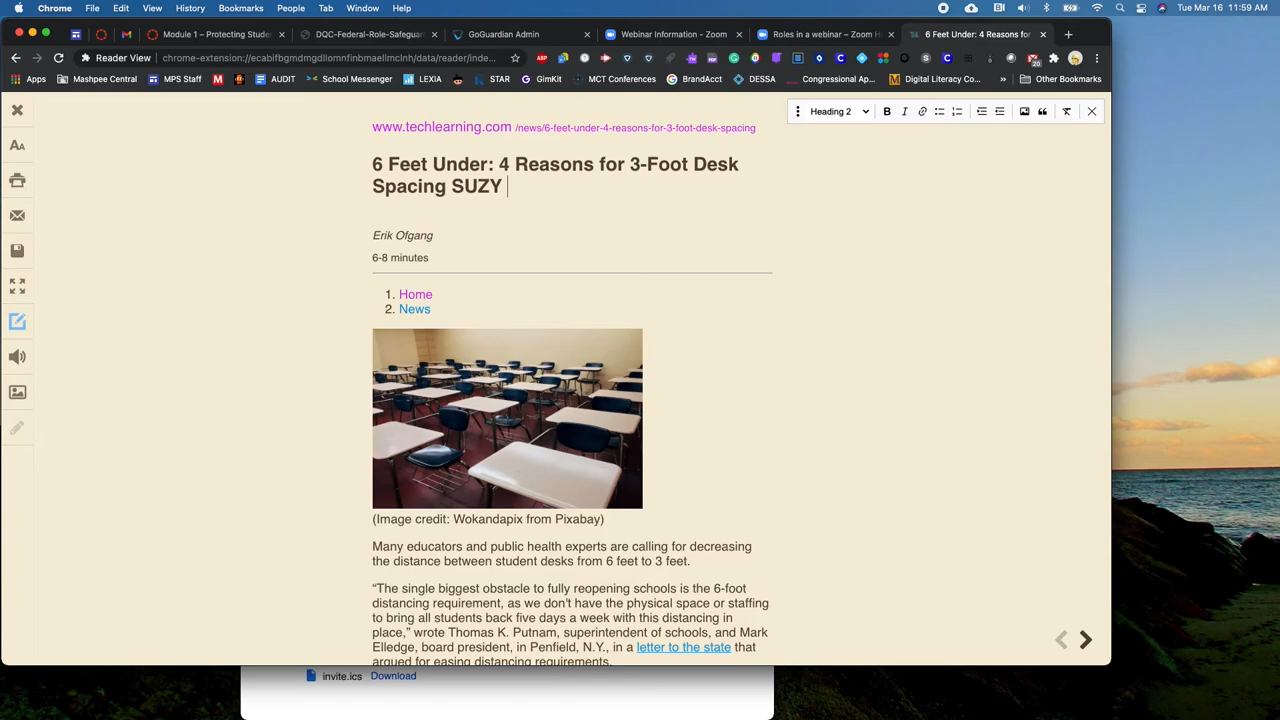 Chrome File Edit View History Bookmarks People Tab Window Help Tue Mar 16 11:59 AM
Module 1 – Protecting Stude DQC-Federal-Role-Safeguar GoGuardian Admin Webinar Information - Zoom Roles in a webinar – Zoom H 6 Feet Under: 4 Reasons for
Reader View chrome-extension://ecabifbgmdmgdlomnfinbmaellmclnh/data/reader/inde...
Apps Mashpee Central MPS Staff AUDIT School Messenger LEXIA STAR GimKit MCT Conferences BrandAcct DESSA Congressional Ap... Digital Literacy Co... Other Bookmarks
Heading 2 B I
www.techlearning.com /news/6-feet-under-4-reasons-for-3-foot-desk-spacing
6 Feet Under: 4 Reasons for 3-Foot Desk
Spacing SUZY
Erik Ofgang
6-8 minutes
1. Home
2. News
(Image credit: Wokandapix from Pixabay)
Many educators and public health experts are calling for decreasing
the distance between student desks from 6 feet to 3 feet.
“The single biggest obstacle to fully reopening schools is the 6-foot
distancing requirement, as we don't have the physical space or staffing
to bring all students back five days a week with this distancing in
place,” wrote Thomas K. Putnam, superintendent of schools, and Mark
Elledge, board president, in Penfield, N.Y., in a letter to the state that
argued for easing distancing requirements.
invite.ics Download